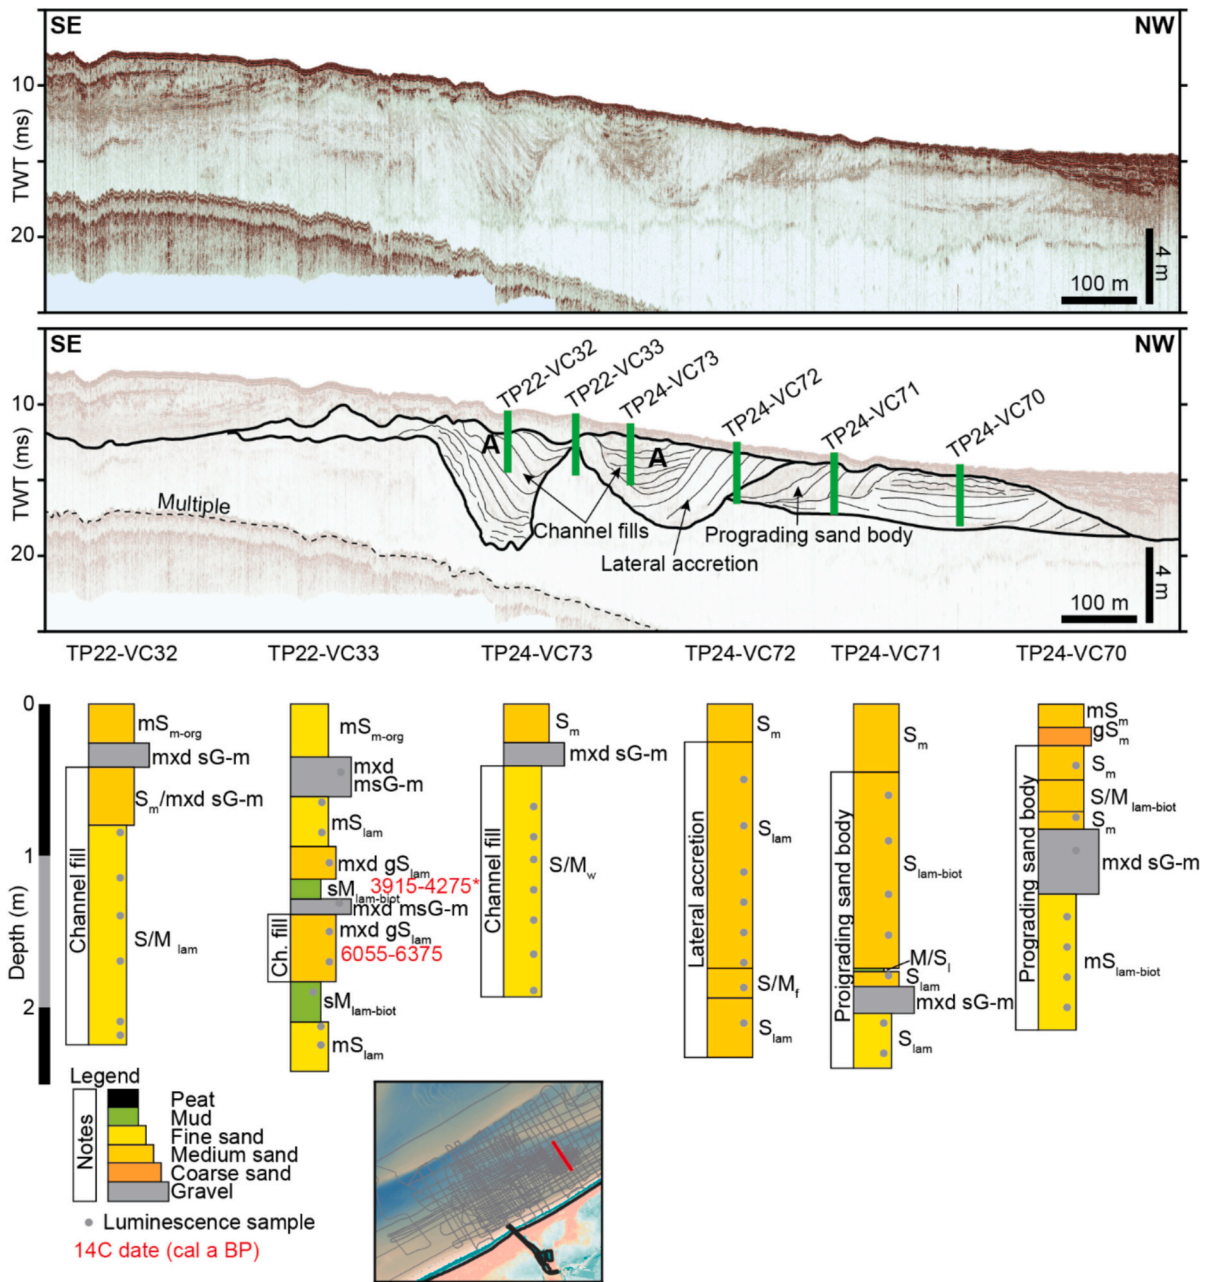 SE
NW
TWT (ms)
10
20
4 m
100 m
SE
NW
TP22-VC32
TP22-VC33
TP24-VC73
TP24-VC72
TP24-VC71
TP24-VC70
TWT (ms)
10
20
A
A
Multiple
Channel fills
Prograding sand body
Lateral accretion
4 m
100 m
TP22-VC32
TP22-VC33
TP24-VC73
TP24-VC72
TP24-VC71
TP24-VC70
Depth (m)
0
1
2
mSm-org
mxd sG-m
Sm/mxd sG-m
S/M lam
Channel fill
mSm-org
mxd
msG-m
mSlam
mxd gSlam
sMlam-biot
3915-4275*
mxd msG-m
mxd gSlam
6055-6375
sMlam-biot
mSlam
Ch. fill
Sm
mxd sG-m
S/Mw
Channel fill
Sm
Slam
S/Mf
Slam
Lateral accretion
Sm
Slam-biot
M/Sl
Slam
mxd sG-m
Slam
Proigrading sand body
mSm
gSm
Sm
S/Mlam-biot
Sm
mxd sG-m
mSlam-biot
Prograding sand body
Legend
Notes
Peat
Mud
Fine sand
Medium sand
Coarse sand
Gravel
Luminescence sample
14C date (cal a BP)